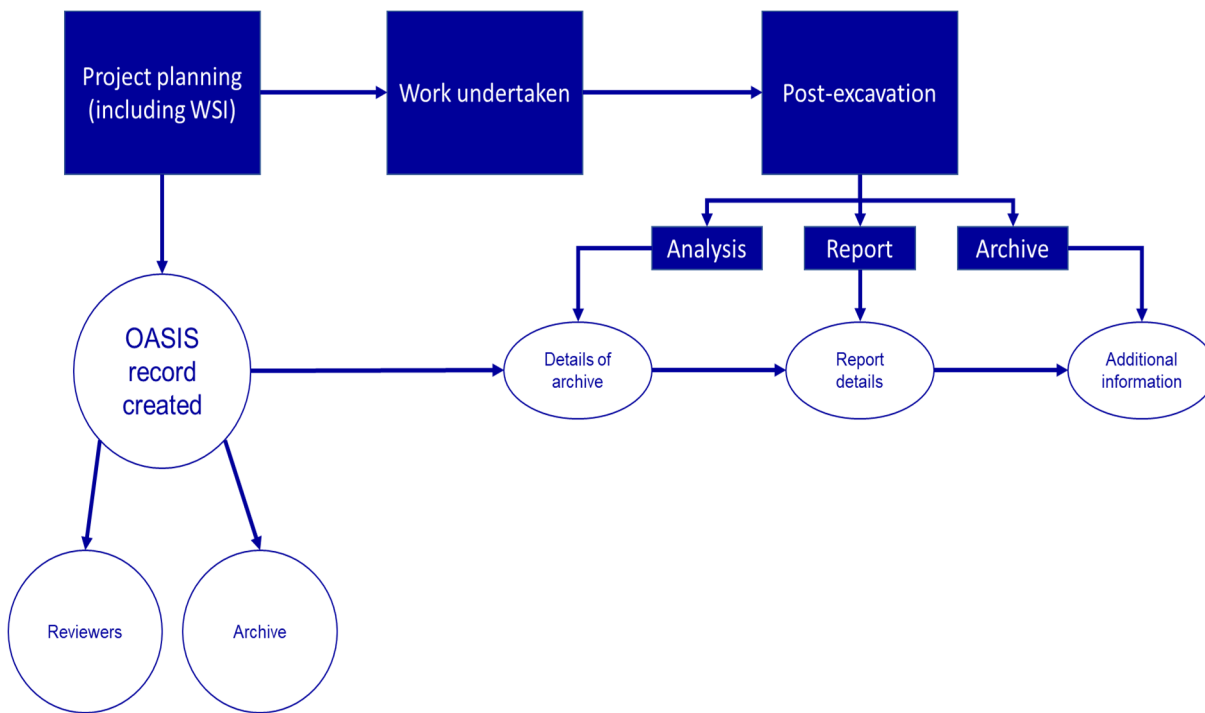 Project planning
(including WSI)
Work undertaken
Post-excavation
Analysis
Report
Archive
OASIS
record
created
Details of
archive
Report
details
Additional
information
Reviewers
Archive